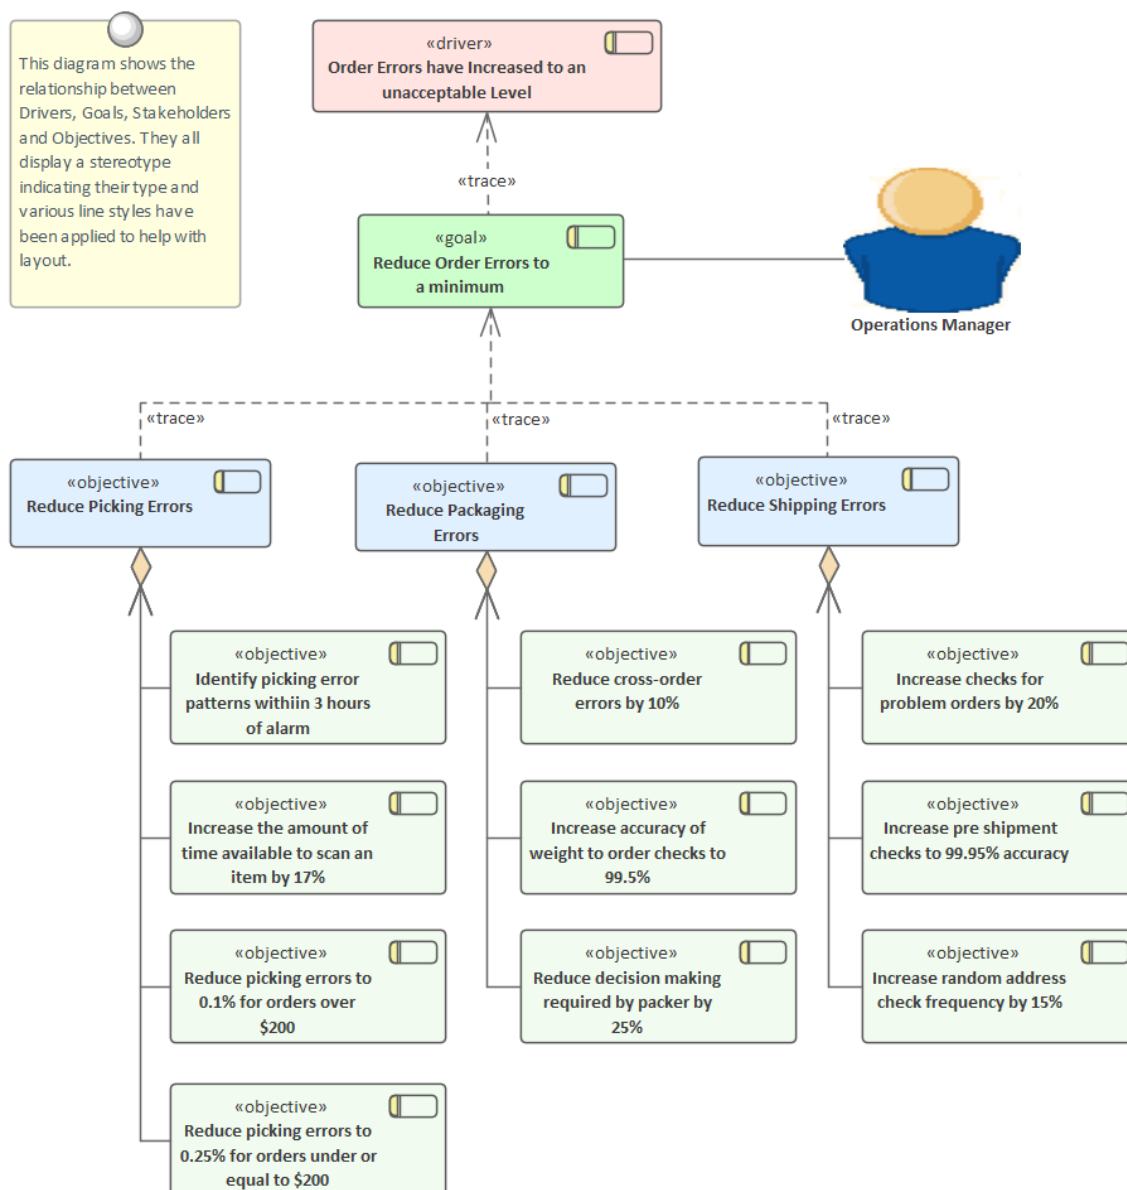 This diagram shows the
relationship between
Drivers, Goals, Stakeholders
and Objectives. They all
display a stereotype
indicating their type and
various line styles have
been applied to help with
layout.
«driver»
Order Errors have Increased to an
unacceptable Level
«trace»
«goal»
Reduce Order Errors to
a minimum
Operations Manager
«trace»
«trace»
«trace»
«objective»
Reduce Picking Errors
«objective»
Reduce Packaging
Errors
«objective»
Reduce Shipping Errors
«objective»
Identify picking error
patterns withiin 3 hours
of alarm
«objective»
Reduce cross-order
errors by 10%
«objective»
Increase checks for
problem orders by 20%
«objective»
Increase the amount of
time available to scan an
item by 17%
«objective»
Increase accuracy of
weight to order checks to
99.5%
«objective»
Increase pre shipment
checks to 99.95% accuracy
«objective»
Reduce picking errors to
0.1% for orders over
$200
«objective»
Reduce decision making
required by packer by
25%
«objective»
Increase random address
check frequency by 15%
«objective»
Reduce picking errors to
0.25% for orders under or
equal to $200